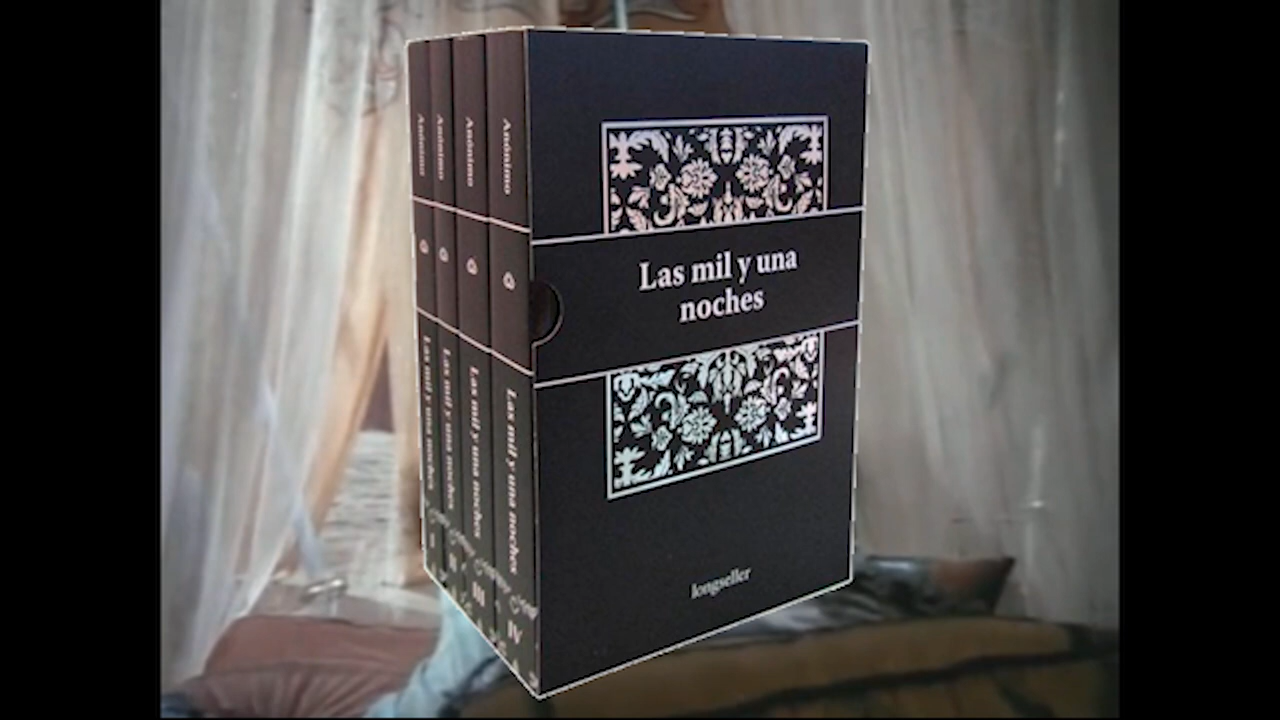 Anónimo
Anónimo
Anónimo
Anónimo
Las mil y una noches
Las mil y una noches
Las mil y una noches
Las mil y una noches
I
II
III
IV
Las mil y una
noches
longseller